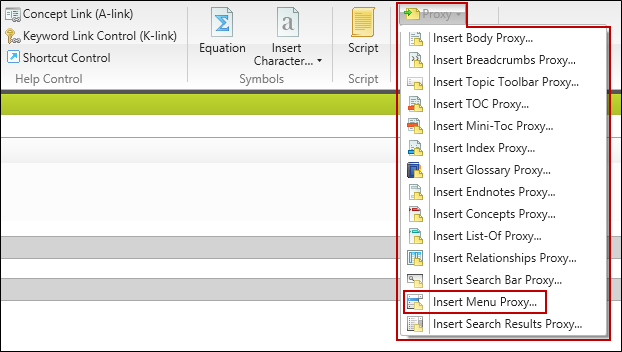 Concept Link (A-link)
Keyword Link Control (K-link)
Shortcut Control
Help Control
Equation
Insert
Character...
Symbols
Script
Script
Proxy
Insert Body Proxy...
Insert Breadcrumbs Proxy...
Insert Topic Toolbar Proxy...
Insert TOC Proxy...
Insert Mini-Toc Proxy...
Insert Index Proxy...
Insert Glossary Proxy...
Insert Endnotes Proxy...
Insert Concepts Proxy...
Insert List-Of Proxy...
Insert Relationships Proxy...
Insert Search Bar Proxy...
Insert Menu Proxy...
Insert Search Results Proxy...